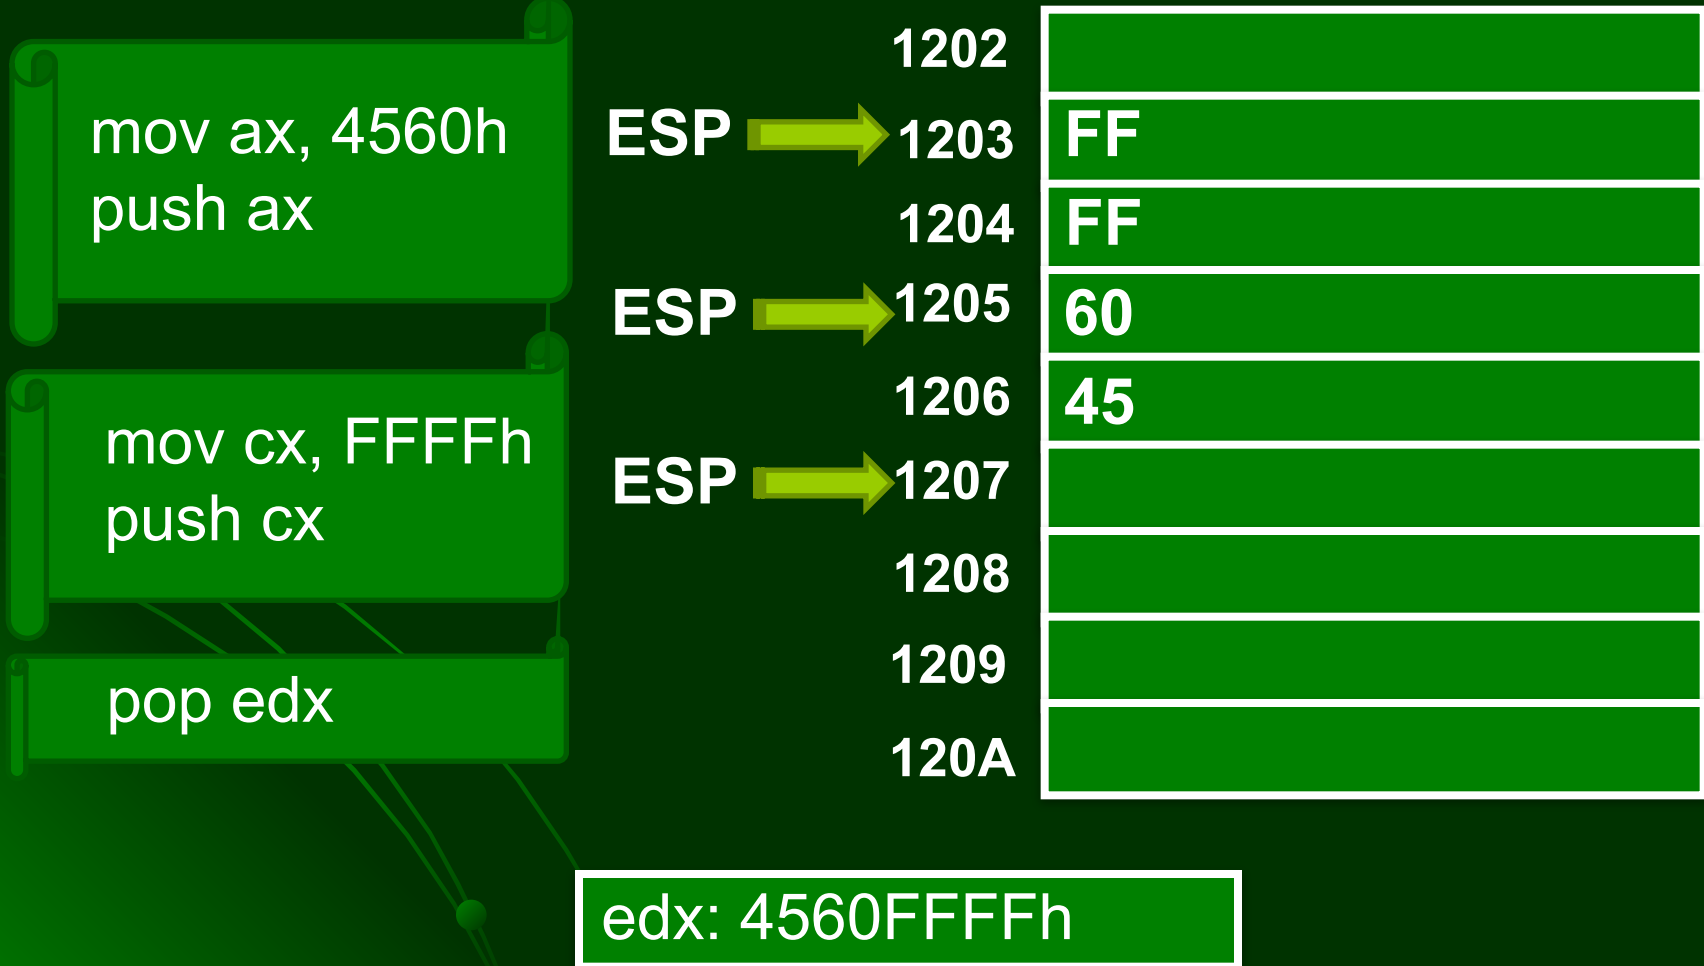 mov ax, 4560h
push ax
mov cx, FFFFh
push cx
pop edx
1202
ESP 1203 FF
1204 FF
ESP 1205 60
1206 45
ESP 1207
1208
1209
120A
edx: 4560FFFFh